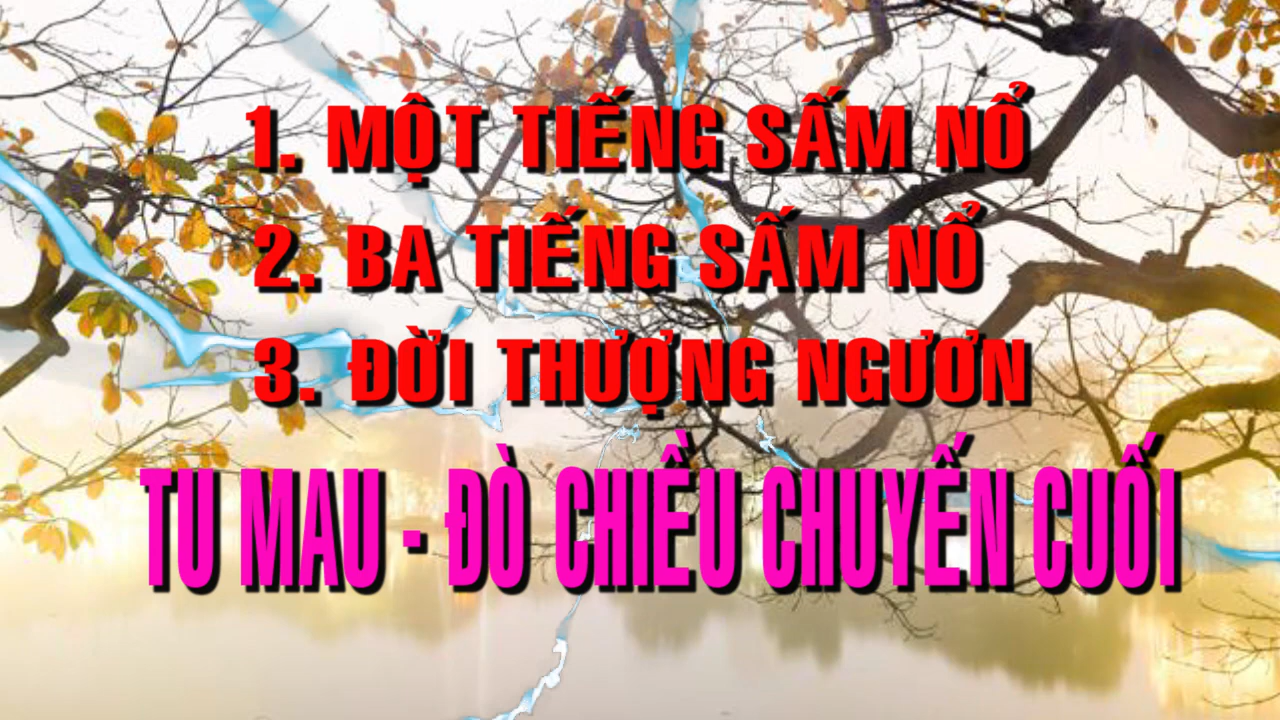 1. MỘT TIẾNG SẤM NỔ
2. BA TIẾNG SẤM NỔ
3. ĐỜI THƯỢNG NGƯƠN
TU MAU - ĐÒ CHIỀU CHUYẾN CUỐI